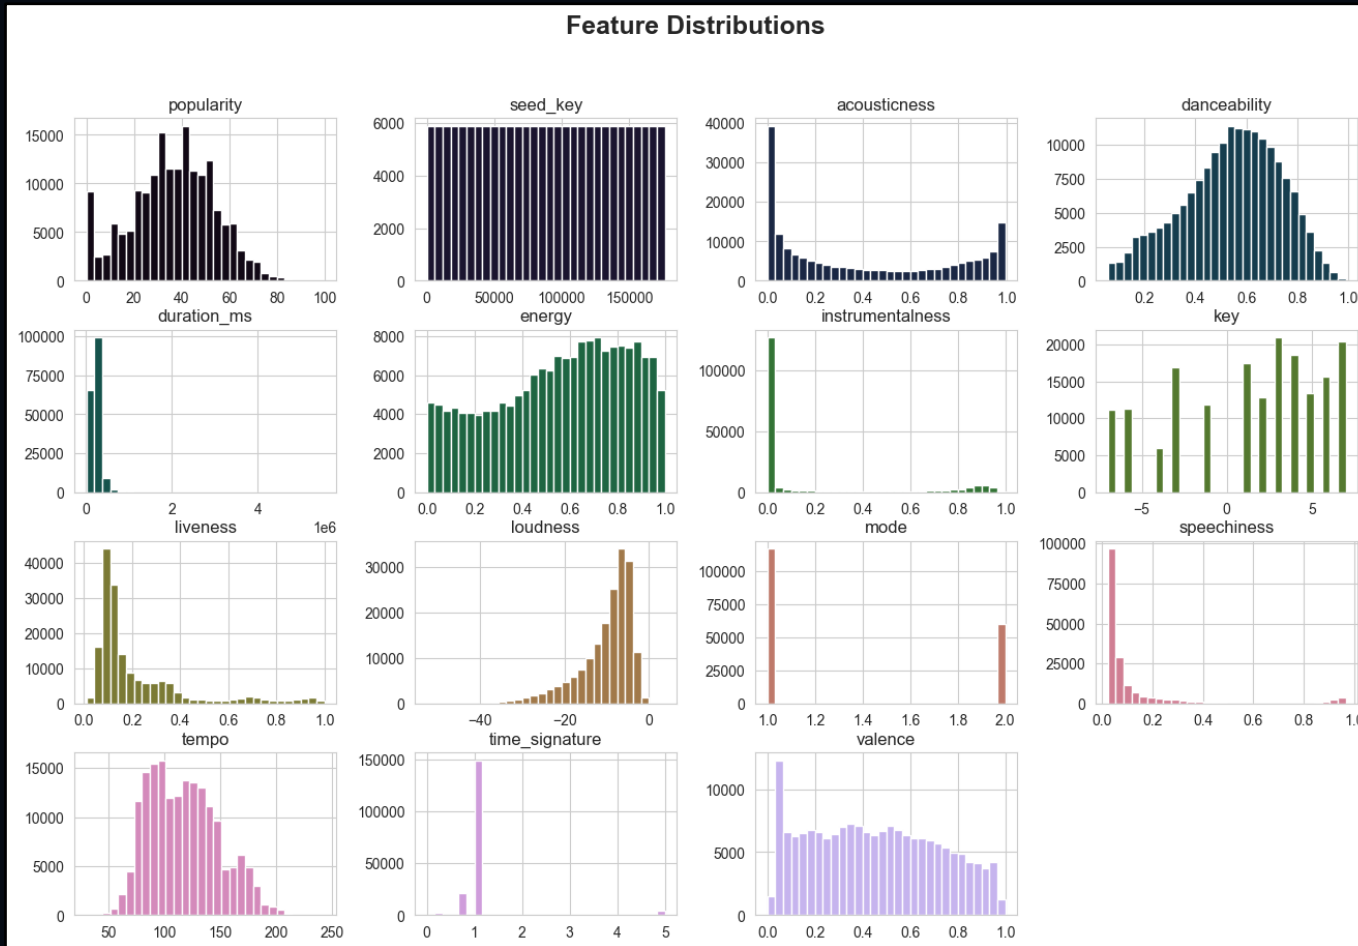 Feature Distributions
popularity seed_key acousticness danceability
15000 6000 40000 10000
10000 4000 30000 7500
5000 2000 20000 5000
0 0 10000 2500
0 0
0 20 40 60 80 100 0 50000 100000 150000 0.0 0.2 0.4 0.6 0.8 1.0 0.2 0.4 0.6 0.8 1.0
duration_ms energy instrumentalness key
100000 8000 100000 20000
75000 6000 50000 15000
50000 4000 0 10000
25000 2000 5000
0 0 0
0 2 4 0.0 0.2 0.4 0.6 0.8 1.0 0.0 0.2 0.4 0.6 0.8 1.0 −5 0 5
1e6
liveness loudness mode speechiness
40000 30000 100000 100000
30000 20000 75000 75000
20000 10000 50000 50000
10000 0 25000 25000
0 0 0
0.0 0.2 0.4 0.6 0.8 1.0 −40 −20 0 1.0 1.2 1.4 1.6 1.8 2.0 0.0 0.2 0.4 0.6 0.8
tempo time_signature valence
15000 150000 10000
10000 100000 5000
5000 50000 0
0 0
50 100 150 200 250 0 1 2 3 4 5 0.0 0.2 0.4 0.6 0.8 1.0